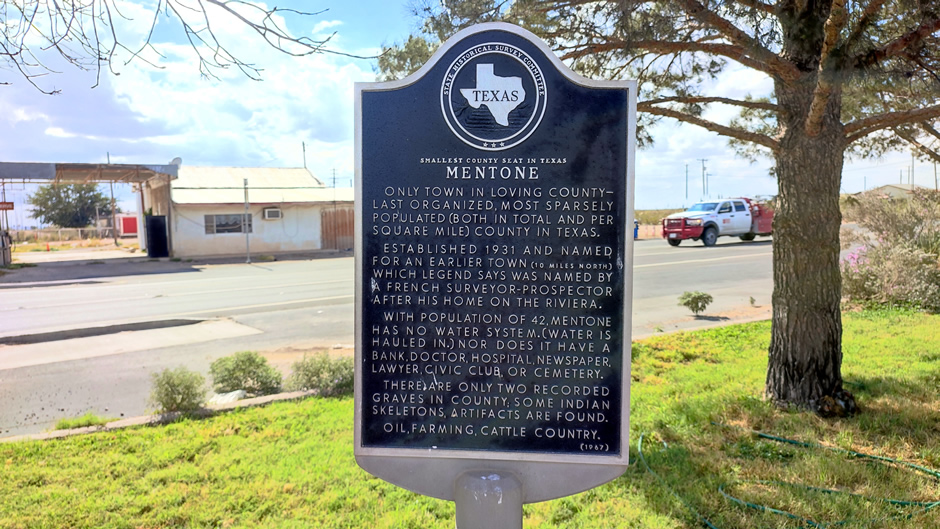 STATE HISTORICAL SURVEY COMMITTEE
TEXAS
SMALLEST COUNTY SEAT IN TEXAS
MENTONE
ONLY TOWN IN LOVING COUNTY—
LAST ORGANIZED, MOST SPARSELY
POPULATED (BOTH IN TOTAL AND PER
SQUARE MILE) COUNTY IN TEXAS.
ESTABLISHED 1931 AND NAMED
FOR AN EARLIER TOWN (10 MILES NORTH)
WHICH LEGEND SAYS WAS NAMED BY
A FRENCH SURVEYOR-PROSPECTOR
AFTER HIS HOME ON THE RIVIERA.
WITH POPULATION OF 42, MENTONE
HAS NO WATER SYSTEM. (WATER IS
HAULED IN.) NOR DOES IT HAVE A
BANK, DOCTOR, HOSPITAL, NEWSPAPER,
LAWYER, CIVIC CLUB, OR CEMETERY.
THERE ARE ONLY TWO RECORDED
GRAVES IN COUNTY. SOME INDIAN
SKELETONS, ARTIFACTS ARE FOUND.
OIL, FARMING, CATTLE COUNTRY.
(1967)